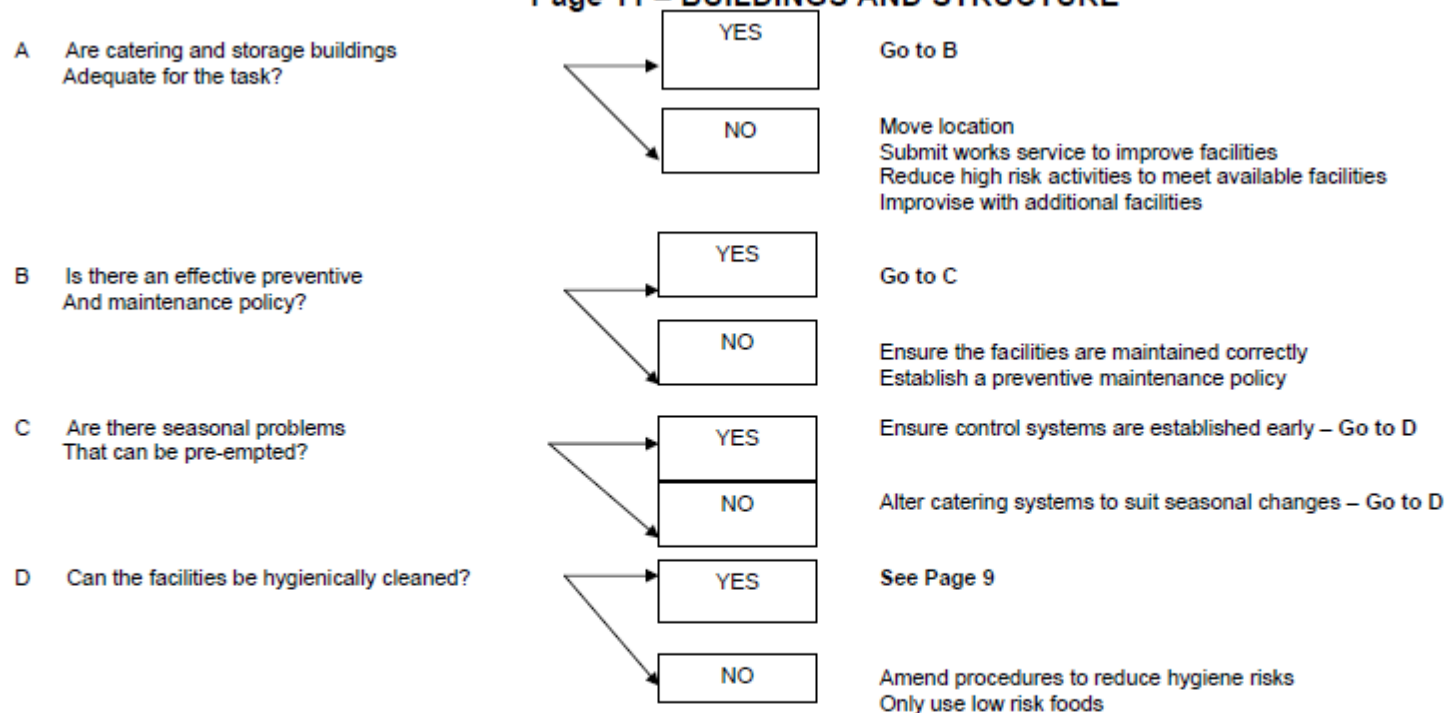 BUILDINGS AND STRUCTURE
A Are catering and storage buildings
Adequate for the task?
YES
Go to B
NO
Move location
Submit works service to improve facilities
Reduce high risk activities to meet available facilities
Improvise with additional facilities
B Is there an effective preventive
And maintenance policy?
YES
Go to C
NO
Ensure the facilities are maintained correctly
Establish a preventive maintenance policy
C Are there seasonal problems
That can be pre-empted?
YES
Ensure control systems are established early – Go to D
NO
Alter catering systems to suit seasonal changes – Go to D
D Can the facilities be hygienically cleaned?
YES
See Page 9
NO
Amend procedures to reduce hygiene risks
Only use low risk foods